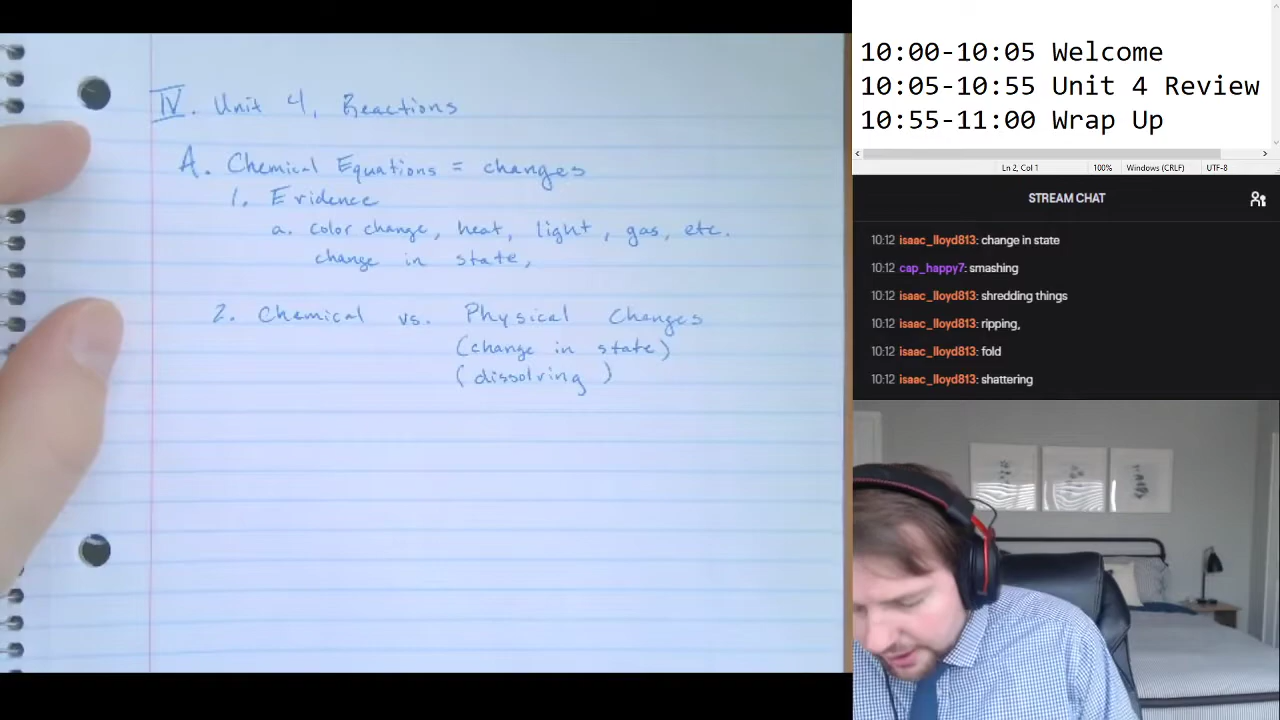 IV. Unit 4, Reactions
A. Chemical Equations = changes
1. Evidence
a. color change, heat, light, gas, etc.
change in state,
2. Chemical vs. Physical Changes
(change in state)
(dissolving)
10:00-10:05 Welcome
10:05-10:55 Unit 4 Review
10:55-11:00 Wrap Up
Ln 2, Col 1 100% Windows (CRLF) UTF-8
STREAM CHAT
10:12 isaac_lloyd813: change in state
10:12 cap_happy7: smashing
10:12 isaac_lloyd813: shredding things
10:12 isaac_lloyd813: ripping,
10:12 isaac_lloyd813: fold
10:12 isaac_lloyd813: shattering